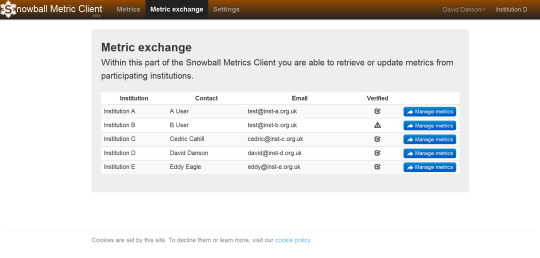 Snowball Metric Client
beta
Metrics
Metric exchange
Settings
David Danson
Institution D
Metric exchange
Within this part of the Snowball Metrics Client you are able to retrieve or update metrics from
participating institutions.
Institution Contact Email Verified
Institution A A User test@inst-a.org.uk Manage metrics
Institution B B User test@inst-b.org.uk Manage metrics
Institution C Cedric Cahill cedric@inst-c.org.uk Manage metrics
Institution D David Danson david@inst-d.org.uk Manage metrics
Institution E Eddy Eagle eddy@inst-e.org.uk Manage metrics
Cookies are set by this site. To decline them or learn more, visit our cookie policy.